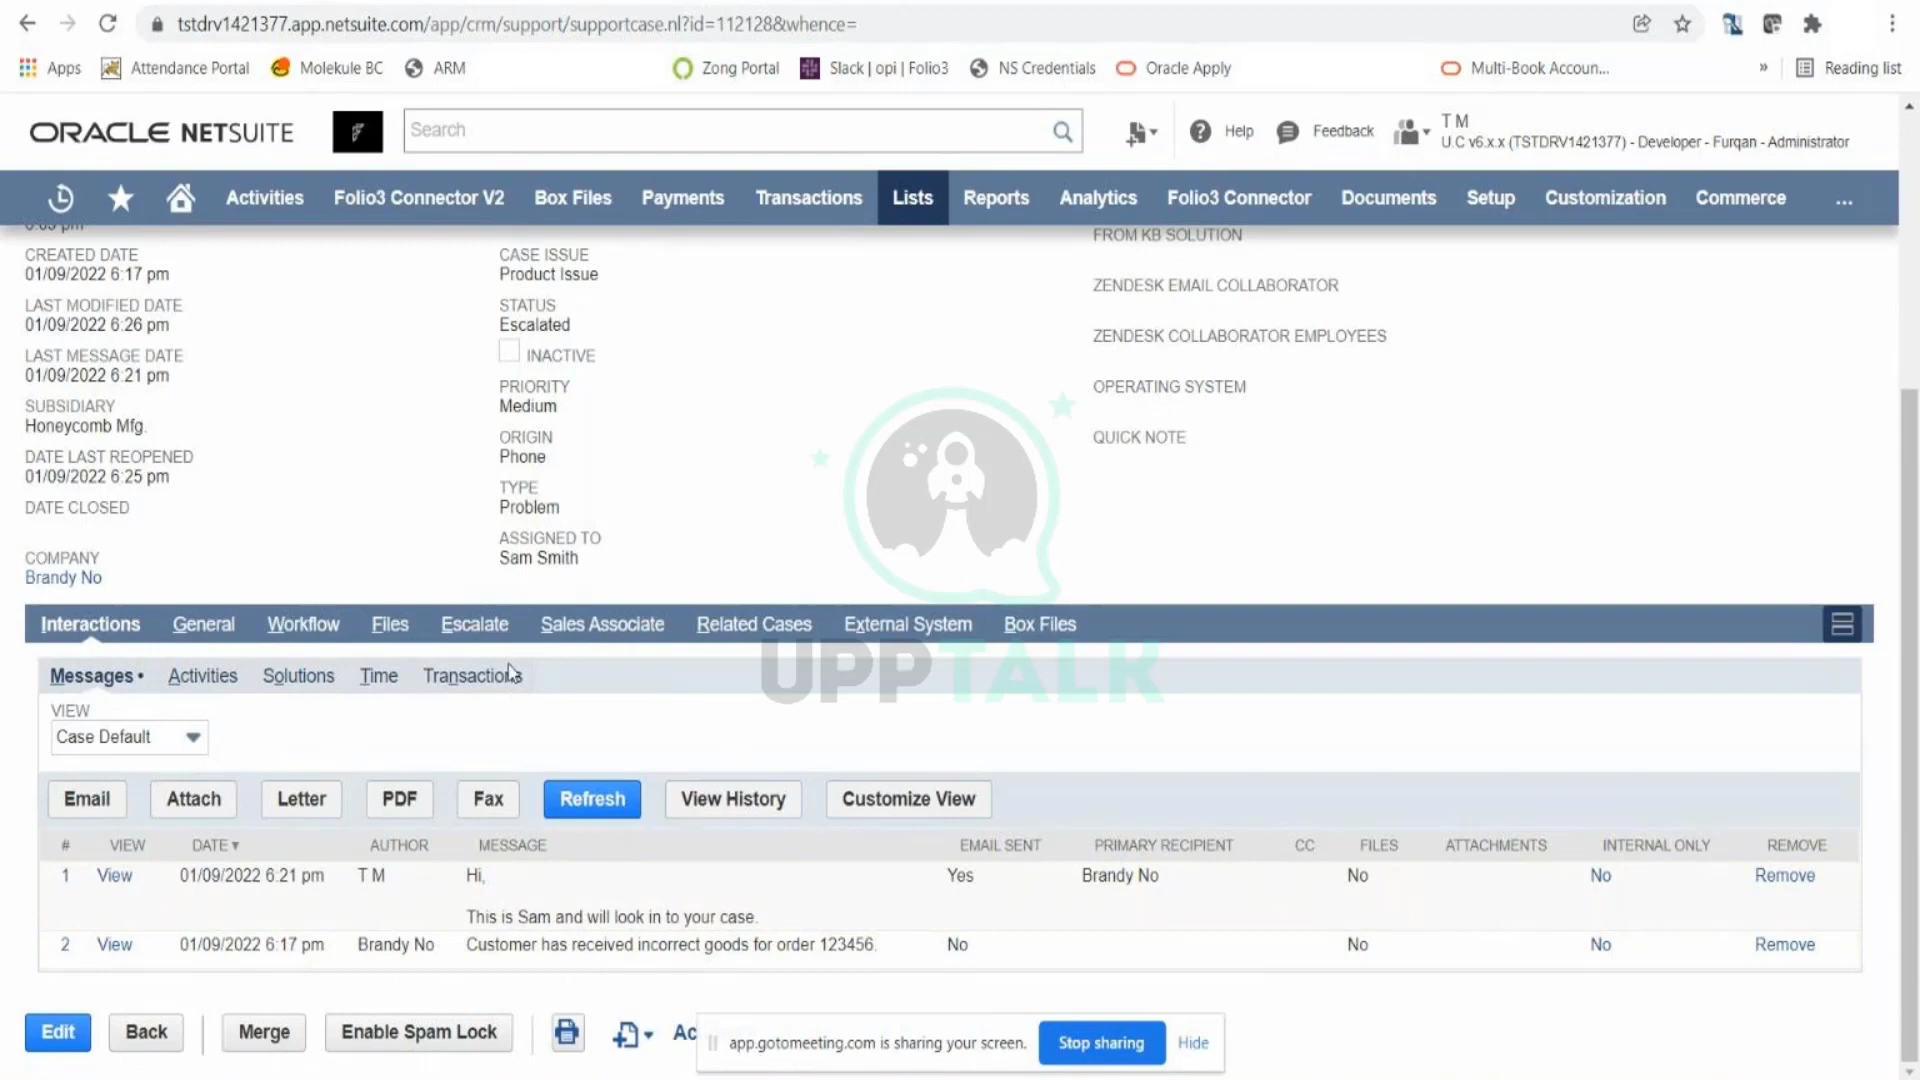 tstdrv1421377.app.netsuite.com/app/crm/support/supportcase.nl?id=112128&whence=
Apps Attendance Portal Molekule BC ARM Zong Portal Slack | opi | Folio3 NS Credentials Oracle Apply Multi-Book Accoun... » Reading list
ORACLE NETSUITE Search Help Feedback T M
U.C v6.x.x (TSTDRV1421377) - Developer - Furqan - Administrator
Activities Folio3 Connector V2 Box Files Payments Transactions Lists Reports Analytics Folio3 Connector Documents Setup Customization Commerce ...
CREATED DATE
01/09/2022 6:17 pm
LAST MODIFIED DATE
01/09/2022 6:26 pm
LAST MESSAGE DATE
01/09/2022 6:21 pm
SUBSIDIARY
Honeycomb Mfg.
DATE LAST REOPENED
01/09/2022 6:25 pm
DATE CLOSED
COMPANY
Brandy No
CASE ISSUE
Product Issue
STATUS
Escalated
INACTIVE
PRIORITY
Medium
ORIGIN
Phone
TYPE
Problem
ASSIGNED TO
Sam Smith
FROM KB SOLUTION
ZENDESK EMAIL COLLABORATOR
ZENDESK COLLABORATOR EMPLOYEES
OPERATING SYSTEM
QUICK NOTE
UPPTALK
Interactions General Workflow Files Escalate Sales Associate Related Cases External System Box Files
Messages • Activities Solutions Time Transactions
VIEW
Case Default
Email Attach Letter PDF Fax Refresh View History Customize View
# VIEW DATE ▼ AUTHOR MESSAGE EMAIL SENT PRIMARY RECIPIENT CC FILES ATTACHMENTS INTERNAL ONLY REMOVE
1 View 01/09/2022 6:21 pm T M Hi, Yes Brandy No No No Remove
This is Sam and will look in to your case.
2 View 01/09/2022 6:17 pm Brandy No Customer has received incorrect goods for order 123456. No No No Remove
Edit Back Merge Enable Spam Lock Ac
app.gotomeeting.com is sharing your screen. Stop sharing Hide